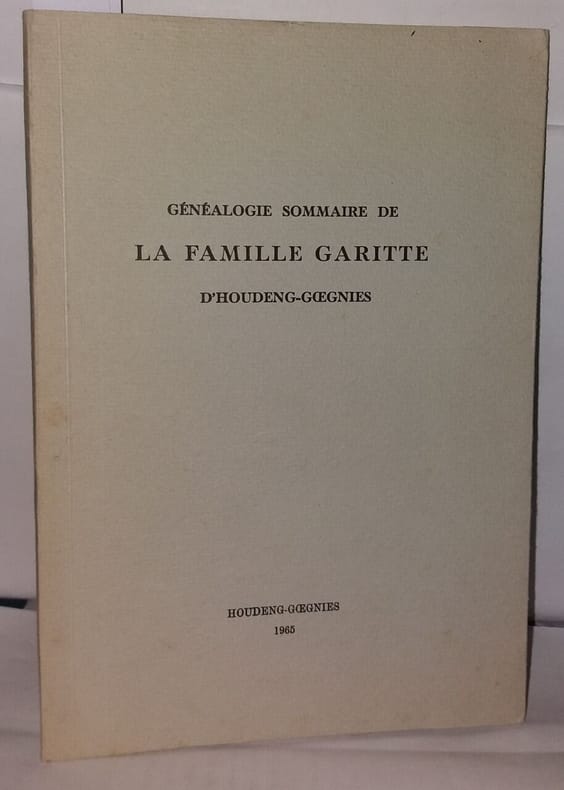 GÉNÉALOGIE SOMMAIRE DE
LA FAMILLE GARITTE
D'HOUDENG-GŒGNIES
HOUDENG-GŒGNIES
1965